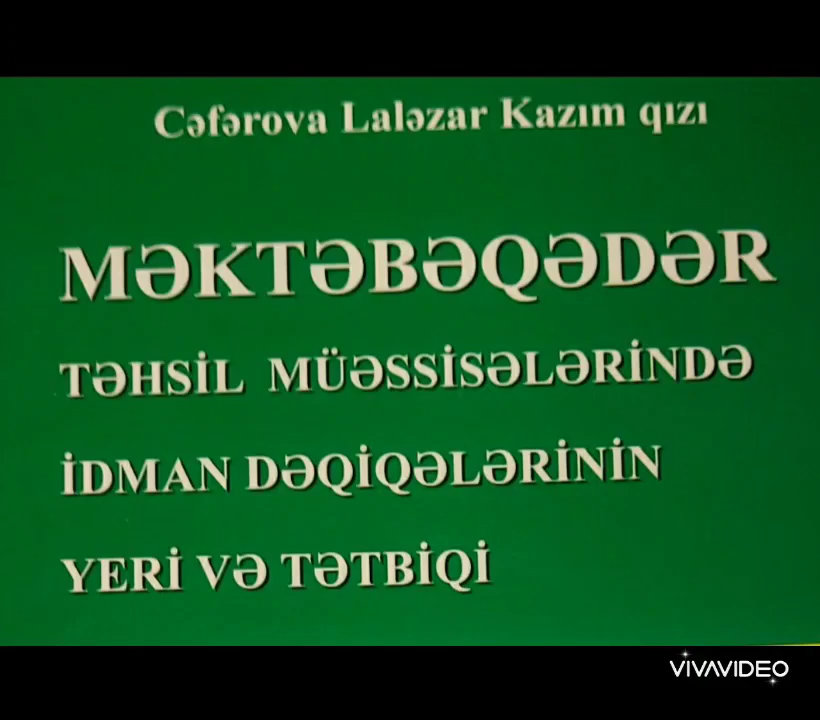 Cəfərova Laləzar Kazım qızı
MƏKTƏBƏQƏDƏR
TƏHSİL MÜƏSSİSƏLƏRİNDƏ
İDMAN DƏQİQƏLƏRİNİN
YERİ VƏ TƏTBİQİ
VIVAVIDEO